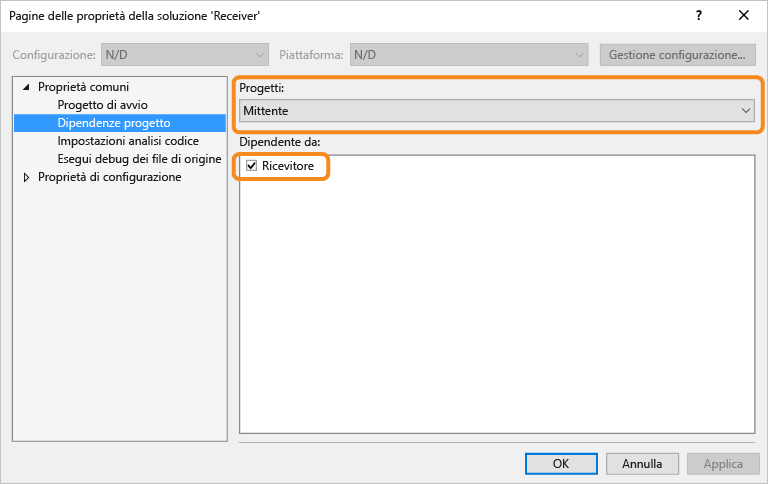 Pagine delle proprietà della soluzione 'Receiver'
?
Configurazione: N/D Piattaforma: N/D Gestione configurazione...
Proprietà comuni
Progetto di avvio
Dipendenze progetto
Impostazioni analisi codice
Esegui debug dei file di origine
Proprietà di configurazione
Progetti:
Mittente
Dipendente da:
Ricevitore
OK Annulla Applica